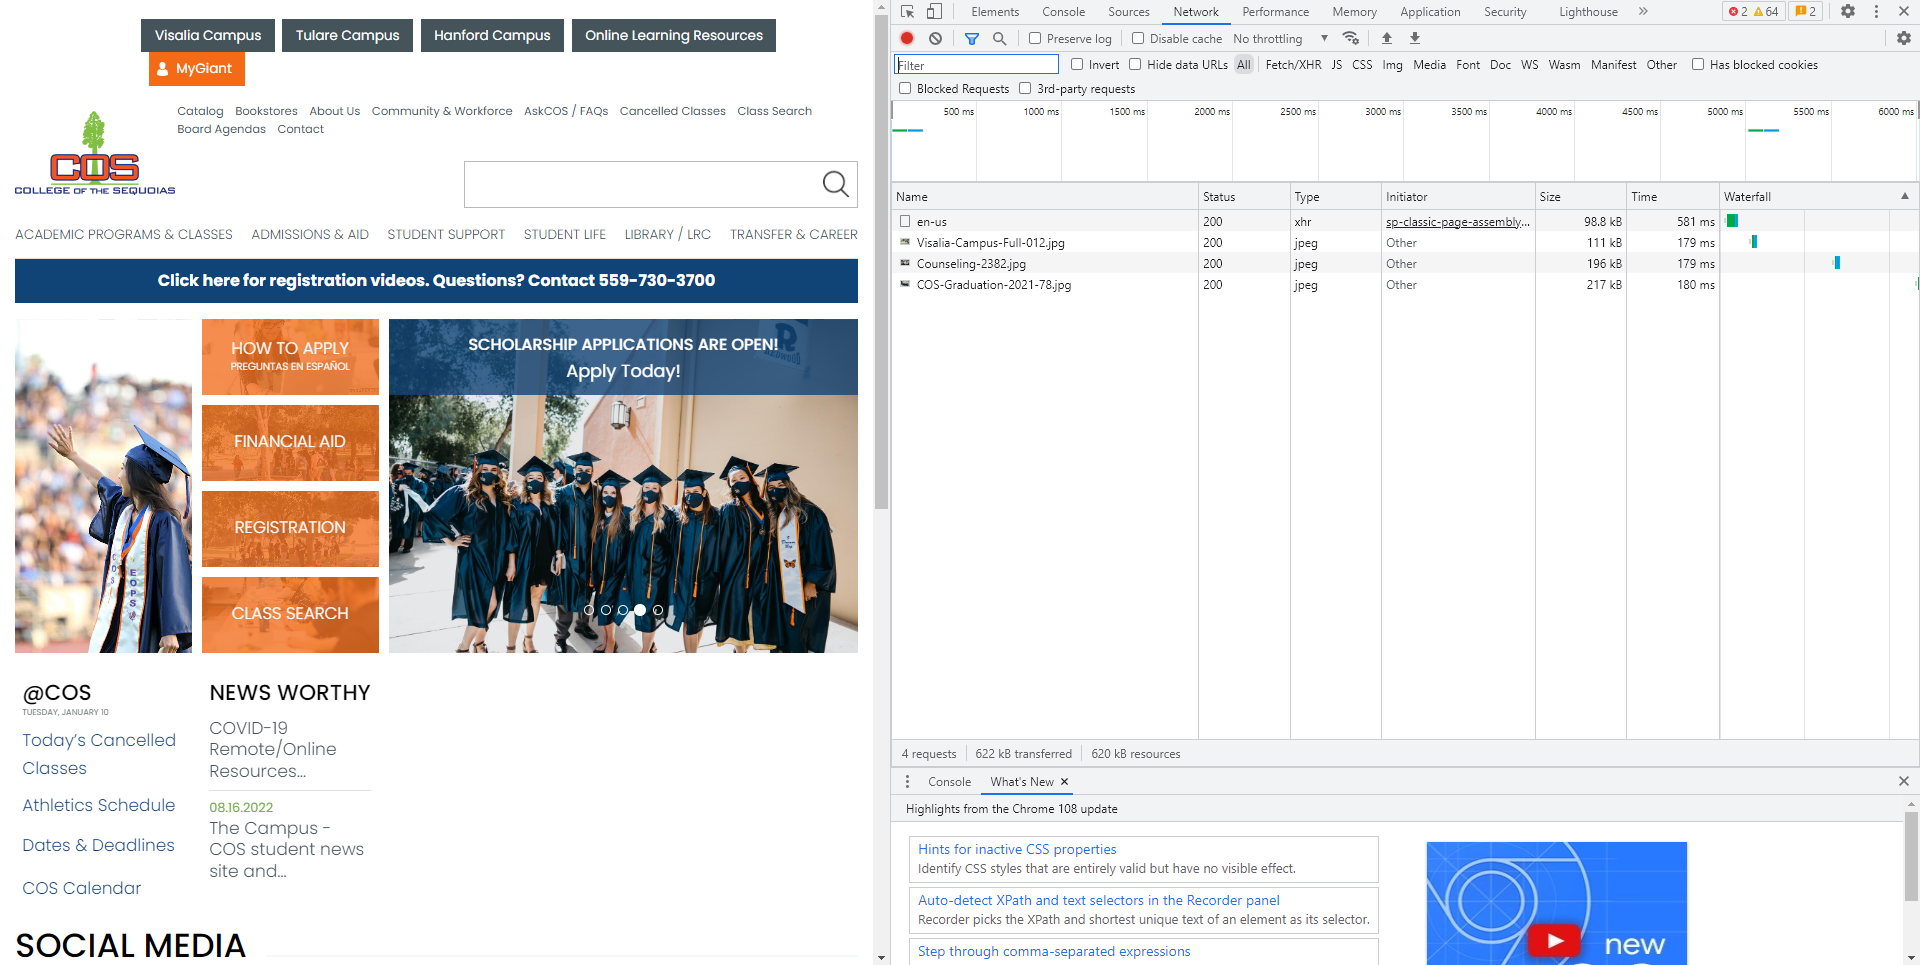 Visalia Campus
Tulare Campus
Hanford Campus
Online Learning Resources
MyGiant
Catalog Bookstores About Us Community & Workforce AskCOS / FAQs Cancelled Classes Class Search
Board Agendas Contact
COS
COLLEGE OF THE SEQUOIAS
ACADEMIC PROGRAMS & CLASSES ADMISSIONS & AID STUDENT SUPPORT STUDENT LIFE LIBRARY / LRC TRANSFER & CAREER
Click here for registration videos. Questions? Contact 559-730-3700
HOW TO APPLY
PREGUNTAS EN ESPAÑOL
FINANCIAL AID
REGISTRATION
CLASS SEARCH
SCHOLARSHIP APPLICATIONS ARE OPEN!
Apply Today!
EOPS
@COS
TUESDAY, JANUARY 10
Today's Cancelled
Classes
Athletics Schedule
Dates & Deadlines
COS Calendar
NEWS WORTHY
COVID-19
Remote/Online
Resources...
08.16.2022
The Campus -
COS student news
site and...
SOCIAL MEDIA
Elements Console Sources Network Performance Memory Application Security Lighthouse » 2 64 2
Preserve log Disable cache No throttling
Filter Invert Hide data URLs All Fetch/XHR JS CSS Img Media Font Doc WS Wasm Manifest Other Has blocked cookies
Blocked Requests 3rd-party requests
500 ms 1000 ms 1500 ms 2000 ms 2500 ms 3000 ms 3500 ms 4000 ms 4500 ms 5000 ms 5500 ms 6000 ms
Name Status Type Initiator Size Time Waterfall
en-us 200 xhr sp-classic-page-assembly... 98.8 kB 581 ms
Visalia-Campus-Full-012.jpg 200 jpeg Other 111 kB 179 ms
Counseling-2382.jpg 200 jpeg Other 196 kB 179 ms
COS-Graduation-2021-78.jpg 200 jpeg Other 217 kB 180 ms
4 requests 622 kB transferred 620 kB resources
Console What's New
Highlights from the Chrome 108 update
Hints for inactive CSS properties
Identify CSS styles that are entirely valid but have no visible effect.
Auto-detect XPath and text selectors in the Recorder panel
Recorder picks the XPath and shortest unique text of an element as its selector.
Step through comma-separated expressions
new